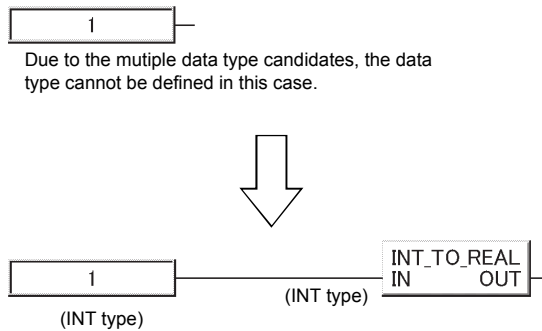 1
Due to the mutiple data type candidates, the data
type cannot be defined in this case.
INT_TO_REAL
1
IN OUT
(INT type)
(INT type)